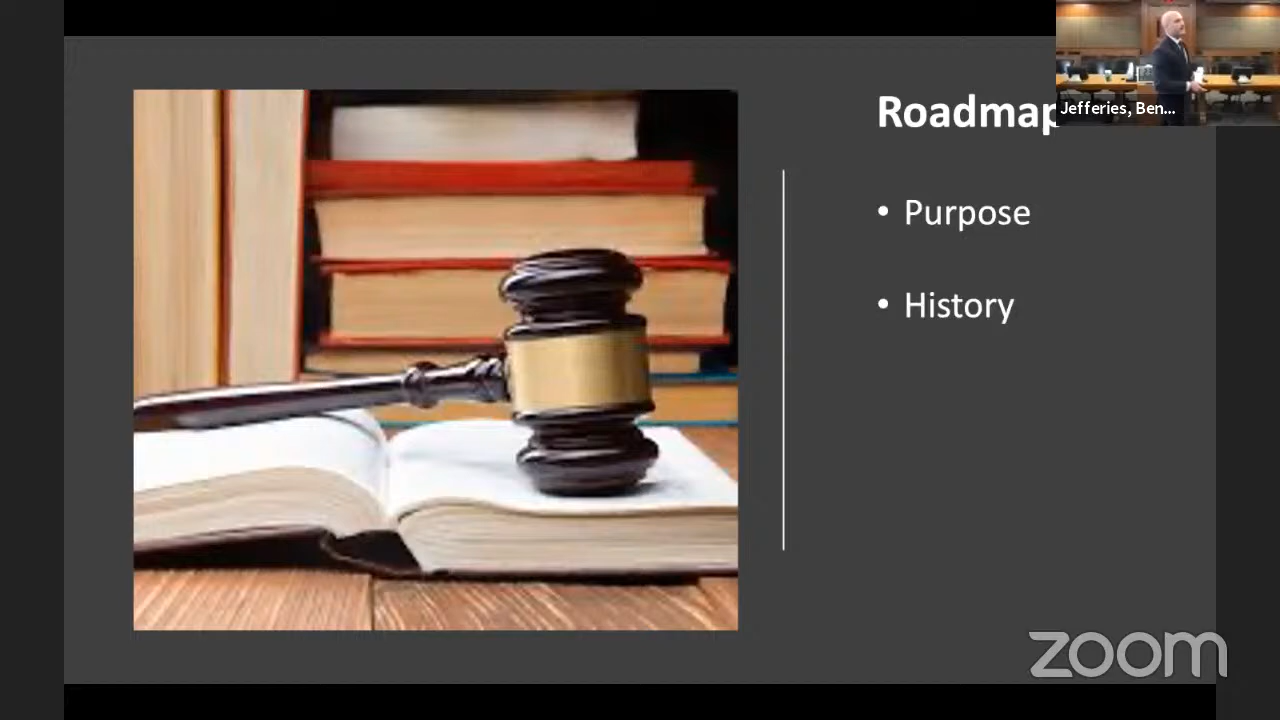 Roadmap
Jefferies, Ben...
• Purpose
• History
zoom